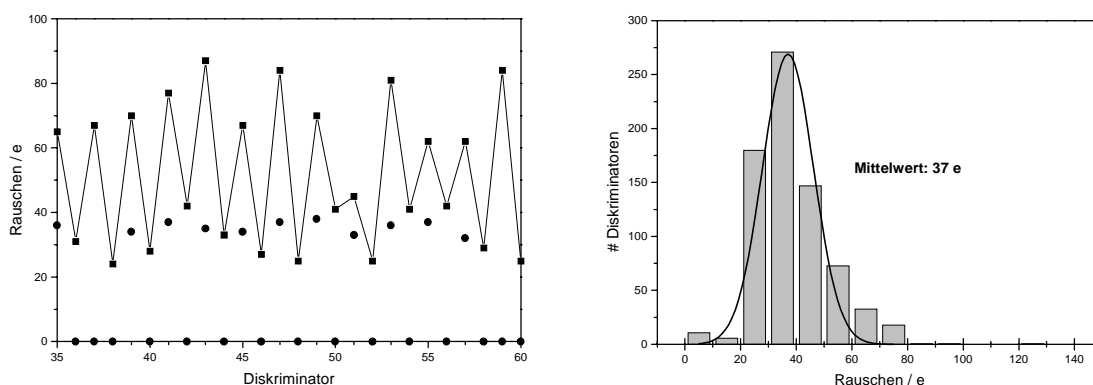 100
80
60
40
20
0
35 40 45 50 55 60
Rauschen / e
Diskriminator
300
250
200
150
100
50
0
0 20 40 60 80 100 120 140
# Diskriminatoren
Mittelwert: 37 e
Rauschen / e